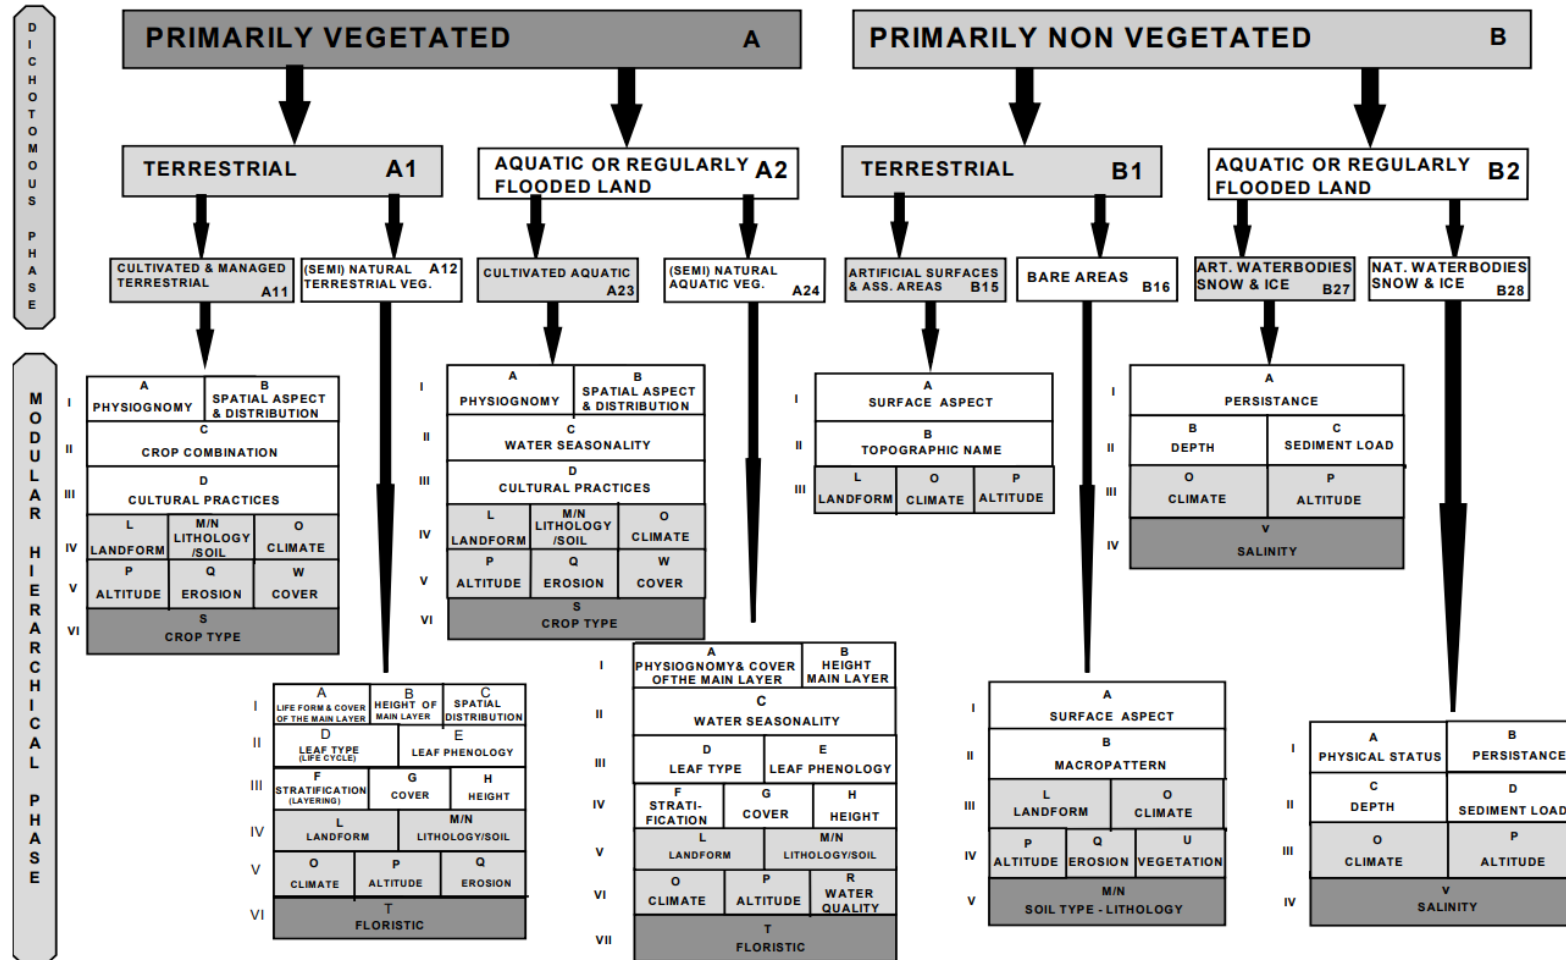 DICHOTOMOUS PHASE
PRIMARILY VEGETATED A
PRIMARILY NON VEGETATED B
TERRESTRIAL A1
AQUATIC OR REGULARLY A2
FLOODED LAND
TERRESTRIAL B1
AQUATIC OR REGULARLY B2
FLOODED LAND
CULTIVATED & MANAGED
TERRESTRIAL
A11
(SEMI) NATURAL A12
TERRESTRIAL VEG.
CULTIVATED AQUATIC
A23
(SEMI) NATURAL
AQUATIC VEG.
A24
ARTIFICIAL SURFACES
& ASS. AREAS B15
BARE AREAS
B16
ART. WATERBODIES
SNOW & ICE
B27
NAT. WATERBODIES
SNOW & ICE
B28
MODULAR HIERARCHICAL PHASE
I
A
PHYSIOGNOMY
B
SPATIAL ASPECT
& DISTRIBUTION
II
C
CROP COMBINATION
III
D
CULTURAL PRACTICES
IV
L
LANDFORM
M/N
LITHOLOGY
/SOIL
O
CLIMATE
V
P
ALTITUDE
Q
EROSION
W
COVER
VI
S
CROP TYPE
I
A
PHYSIOGNOMY
B
SPATIAL ASPECT
& DISTRIBUTION
II
C
WATER SEASONALITY
III
D
CULTURAL PRACTICES
IV
L
LANDFORM
M/N
LITHOLOGY
/SOIL
O
CLIMATE
V
P
ALTITUDE
Q
EROSION
W
COVER
VI
S
CROP TYPE
I
A
SURFACE ASPECT
II
B
TOPOGRAPHIC NAME
III
L
LANDFORM
O
CLIMATE
P
ALTITUDE
I
A
PERSISTANCE
II
B
DEPTH
C
SEDIMENT LOAD
III
O
CLIMATE
P
ALTITUDE
IV
V
SALINITY
I
A
LIFE FORM & COVER
OF THE MAIN LAYER
B
HEIGHT OF
MAIN LAYER
C
SPATIAL
DISTRIBUTION
II
D
LEAF TYPE
(LIFE CYCLE)
E
LEAF PHENOLOGY
III
F
STRATIFICATION
(LAYERING)
G
COVER
H
HEIGHT
IV
L
LANDFORM
M/N
LITHOLOGY/SOIL
V
O
CLIMATE
P
ALTITUDE
Q
EROSION
VI
T
FLORISTIC
I
A
PHYSIOGNOMY& COVER
OFTHE MAIN LAYER
B
HEIGHT
MAIN LAYER
II
C
WATER SEASONALITY
III
D
LEAF TYPE
E
LEAF PHENOLOGY
IV
F
STRATI-
FICATION
G
COVER
H
HEIGHT
V
L
LANDFORM
M/N
LITHOLOGY/SOIL
VI
O
CLIMATE
P
ALTITUDE
R
WATER
QUALITY
VII
T
FLORISTIC
I
A
SURFACE ASPECT
II
B
MACROPATTERN
III
L
LANDFORM
O
CLIMATE
IV
P
ALTITUDE
Q
EROSION
U
VEGETATION
V
M/N
SOIL TYPE - LITHOLOGY
I
A
PHYSICAL STATUS
B
PERSISTANCE
II
C
DEPTH
D
SEDIMENT LOAD
III
O
CLIMATE
P
ALTITUDE
IV
V
SALINITY